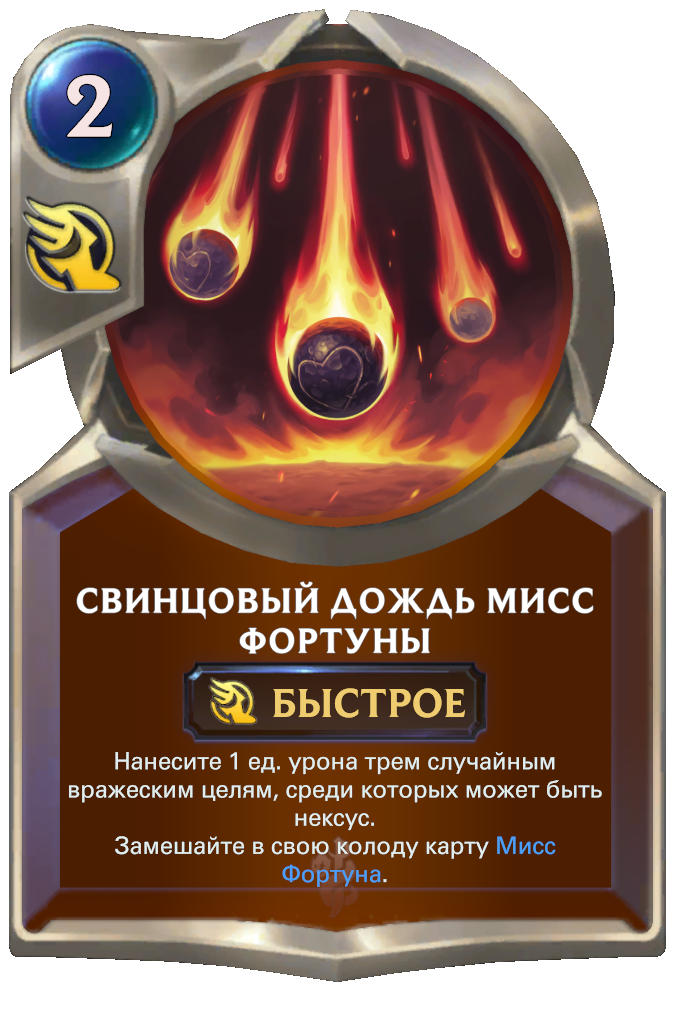 2
СВИНЦОВЫЙ ДОЖДЬ МИСС
ФОРТУНЫ
БЫСТРОЕ
Нанесите 1 ед. урона трем случайным
вражеским целям, среди которых может быть
нексус.
Замешайте в свою колоду карту Мисс
Фортуна.